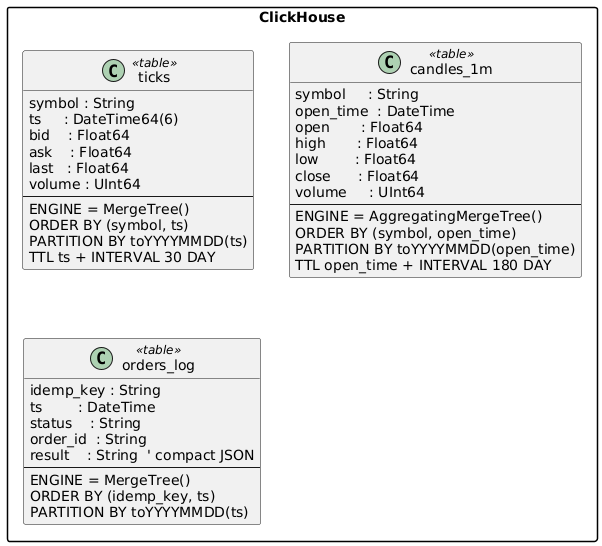 ClickHouse
C
«table»
ticks
symbol : String
ts : DateTime64(6)
bid : Float64
ask : Float64
last : Float64
volume : UInt64
ENGINE = MergeTree()
ORDER BY (symbol, ts)
PARTITION BY toYYYYMMDD(ts)
TTL ts + INTERVAL 30 DAY
C
«table»
candles_1m
symbol : String
open_time : DateTime
open : Float64
high : Float64
low : Float64
close : Float64
volume : UInt64
ENGINE = AggregatingMergeTree()
ORDER BY (symbol, open_time)
PARTITION BY toYYYYMMDD(open_time)
TTL open_time + INTERVAL 180 DAY
C
«table»
orders_log
idemp_key : String
ts : DateTime
status : String
order_id : String
result : String ' compact JSON
ENGINE = MergeTree()
ORDER BY (idemp_key, ts)
PARTITION BY toYYYYMMDD(ts)